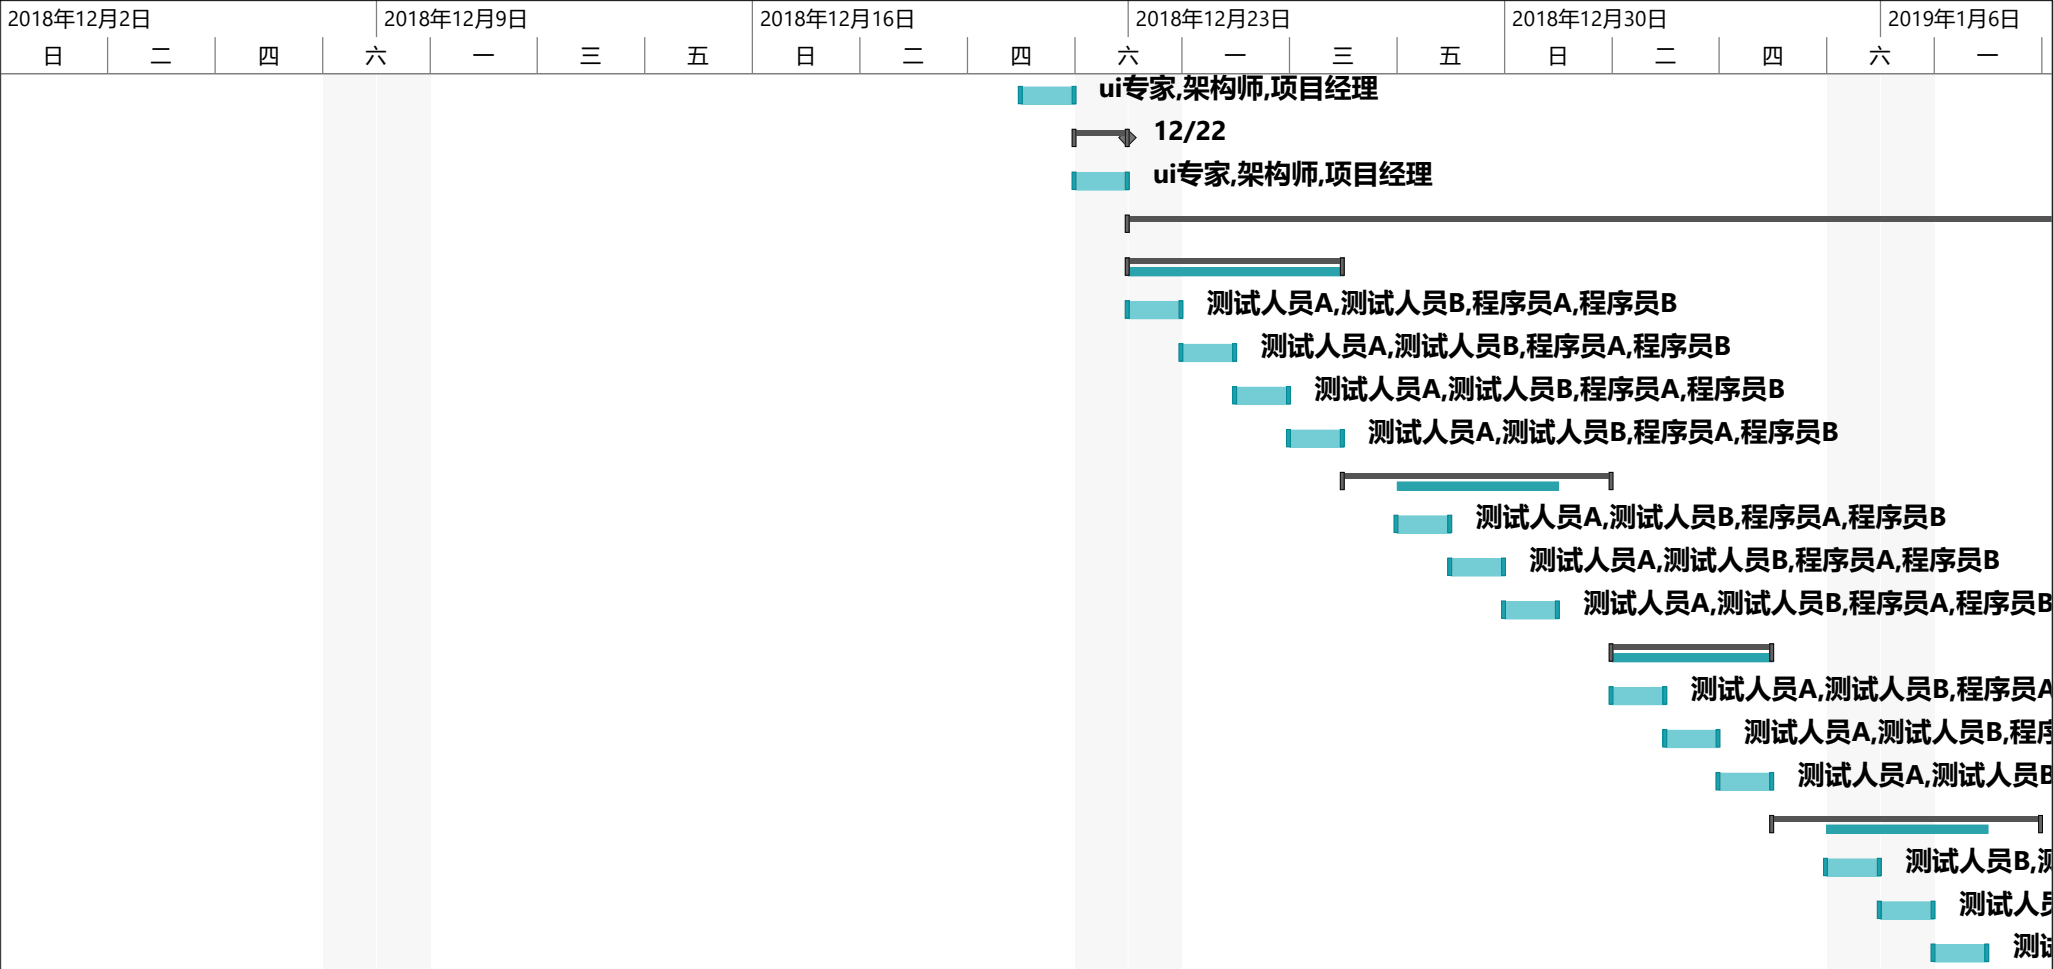 2018年12月2日 2018年12月9日 2018年12月16日 2018年12月23日 2018年12月30日 2019年1月6日
日 二 四 六 一 三 五 日 二 四 六 一 三 五 日 二 四 六 一
ui专家,架构师,项目经理
12/22
ui专家,架构师,项目经理
测试人员A,测试人员B,程序员A,程序员B
测试人员A,测试人员B,程序员A,程序员B
测试人员A,测试人员B,程序员A,程序员B
测试人员A,测试人员B,程序员A,程序员B
测试人员A,测试人员B,程序员A,程序员B
测试人员A,测试人员B,程序员A,程序员B
测试人员A,测试人员B,程序员A,程序员B
测试人员A,测试人员B,程序员A
测试人员A,测试人员B,程序
测试人员A,测试人员B
测试人员B,测
测试人员
测试